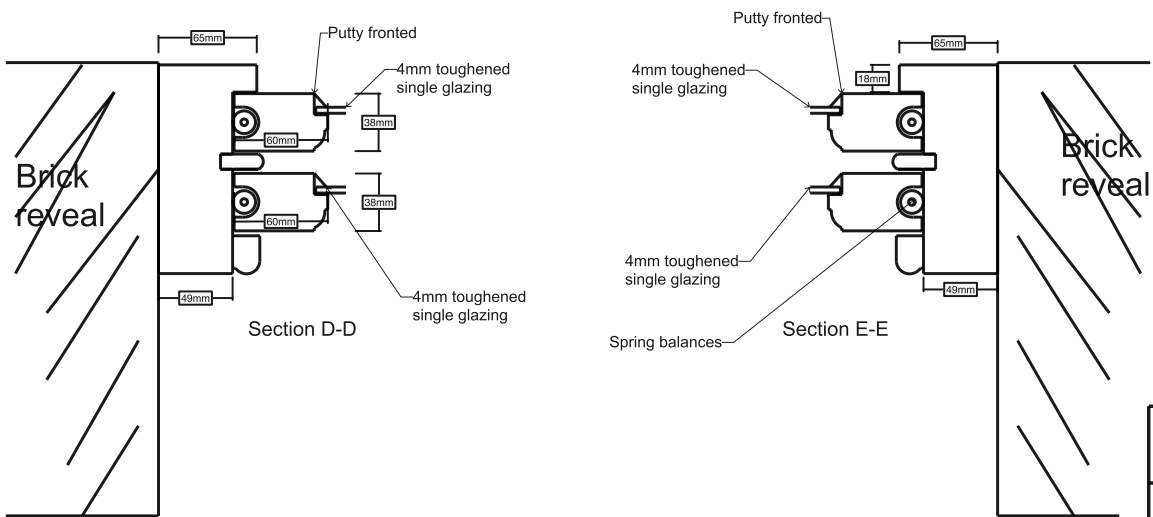 65mm
Putty fronted
4mm toughened
single glazing
38mm
60mm
Brick
reveal
38mm
60mm
49mm
4mm toughened
single glazing
Section D-D
Putty fronted
65mm
4mm toughened
single glazing
18mm
Brick
reveal
4mm toughened
single glazing
49mm
Section E-E
Spring balances